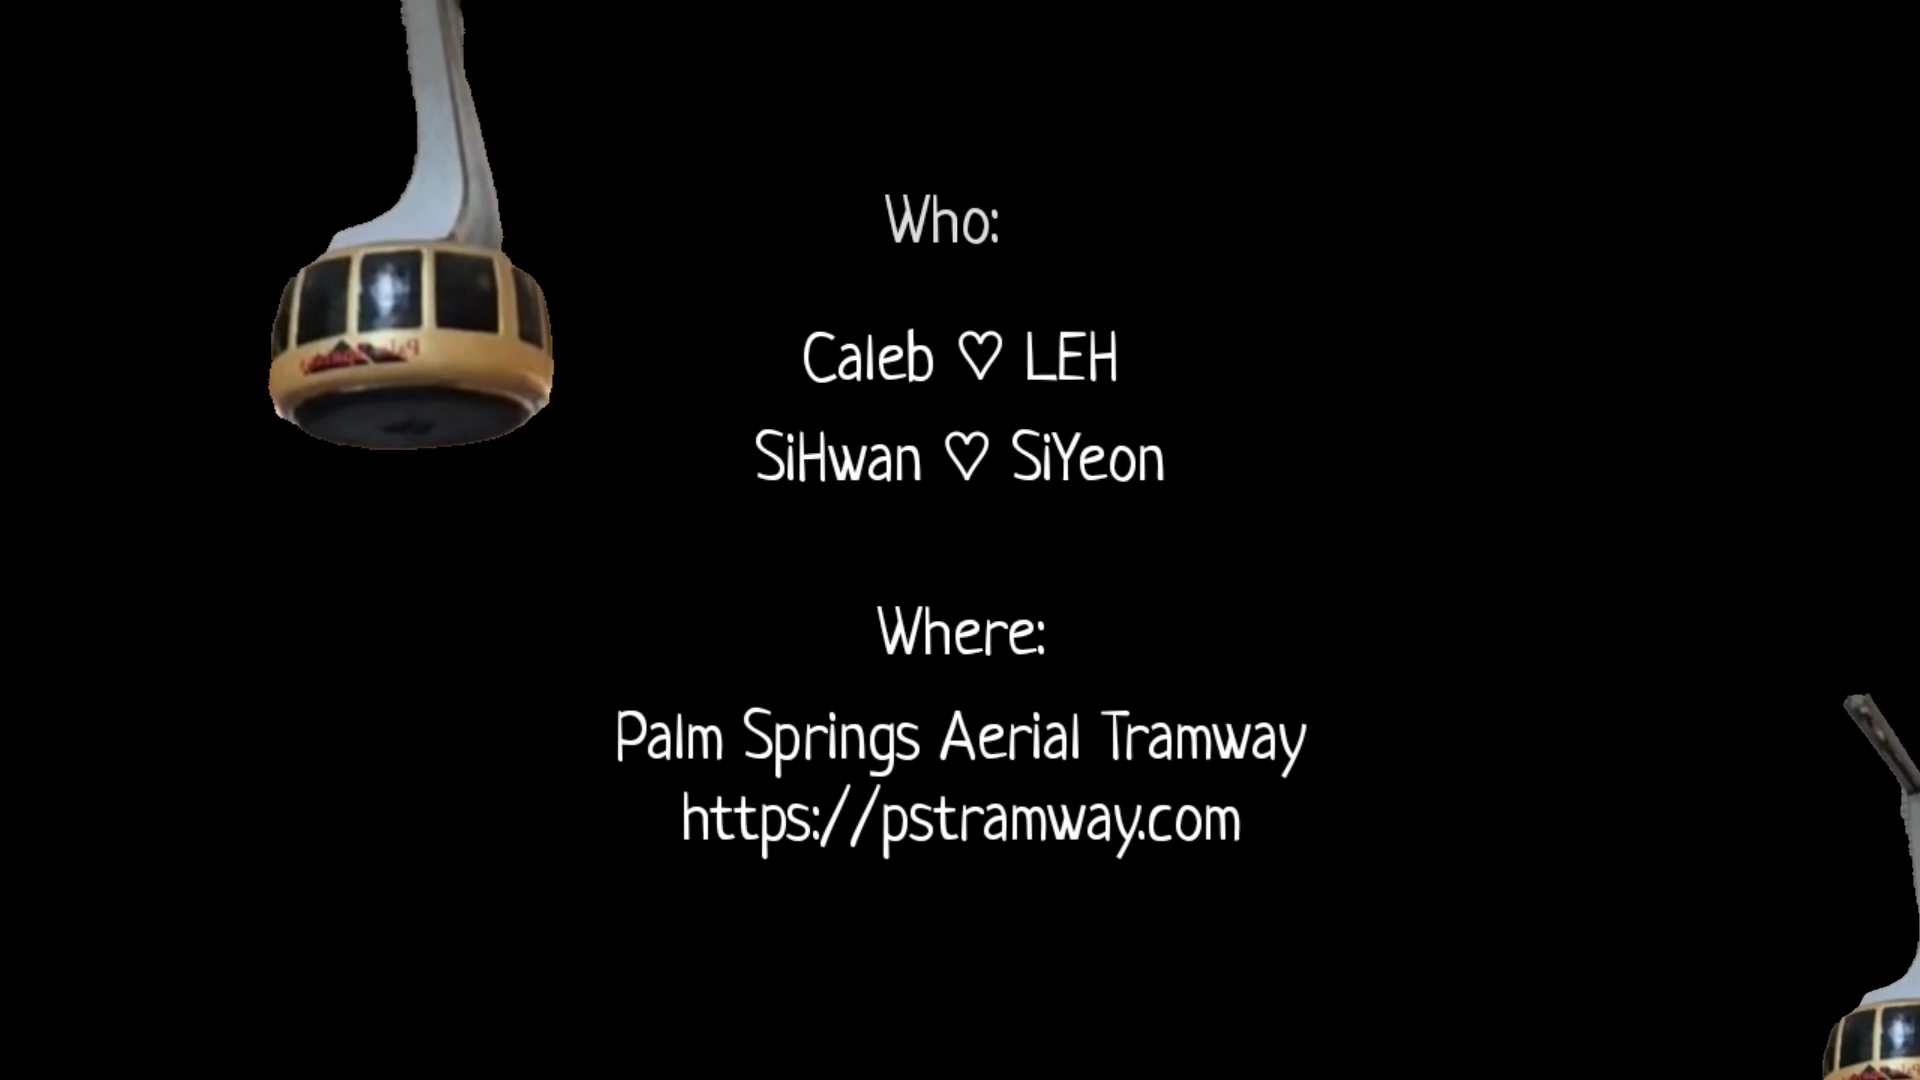 Who:
Caleb ♡ LEH
SiHwan ♡ SiYeon
Where:
Palm Springs Aerial Tramway
https://pstramway.com